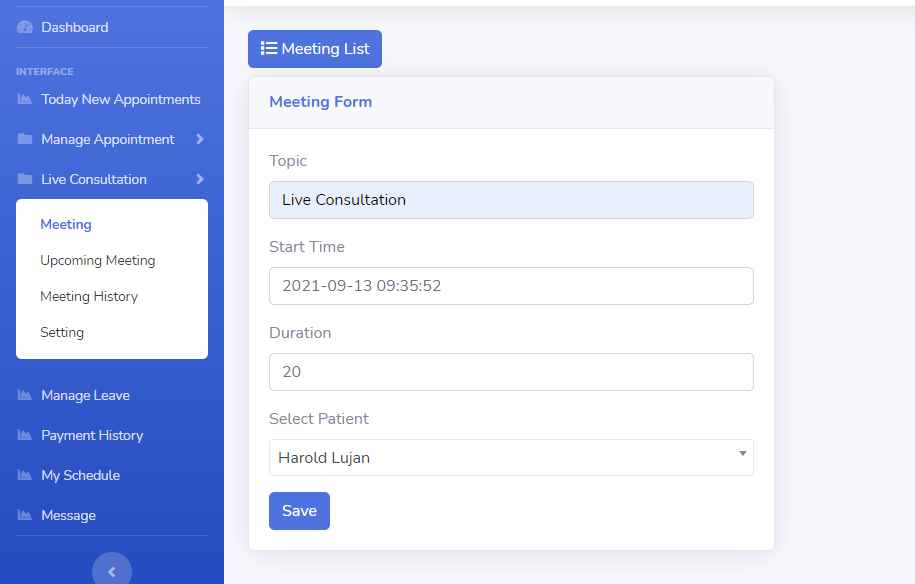 Dashboard
INTERFACE
Today New Appointments
Manage Appointment
Live Consultation
Meeting
Upcoming Meeting
Meeting History
Setting
Manage Leave
Payment History
My Schedule
Message
Meeting List
Meeting Form
Topic
Live Consultation
Start Time
2021-09-13 09:35:52
Duration
20
Select Patient
Harold Lujan
Save